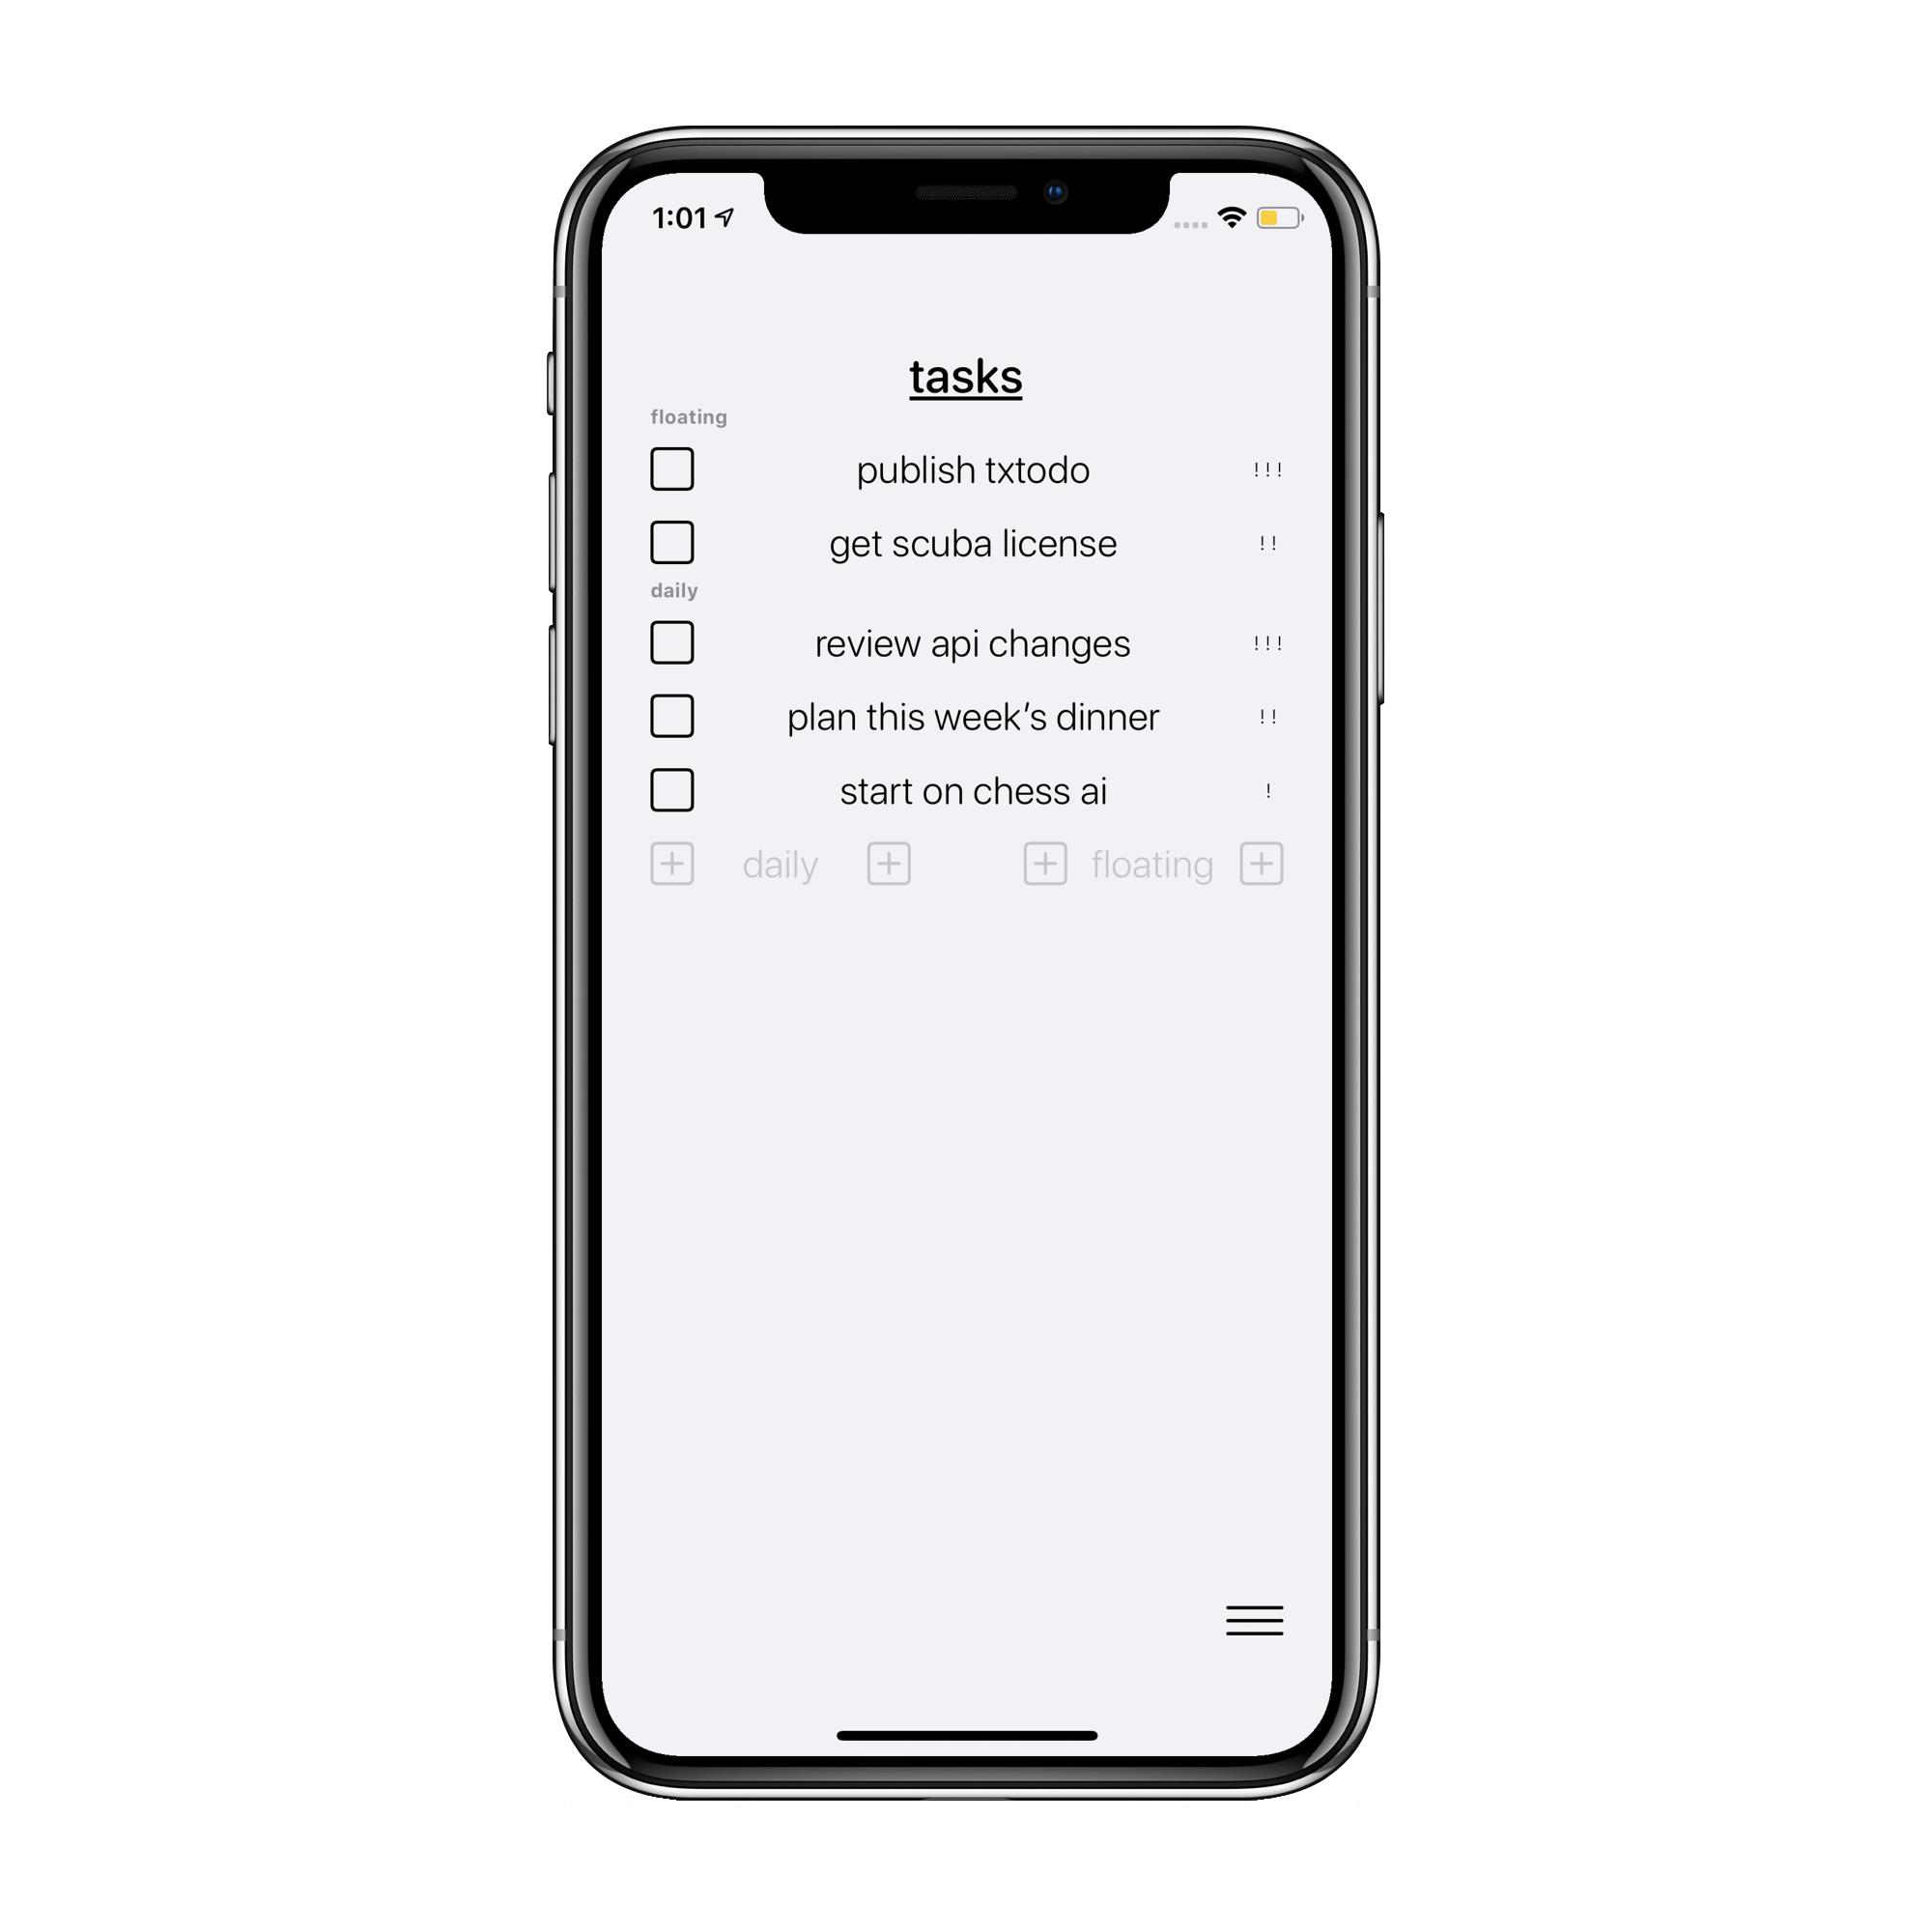 1:01
tasks
floating
publish txtodo !!!
get scuba license !!
daily
review api changes !!!
plan this week’s dinner !!
start on chess ai !
daily floating